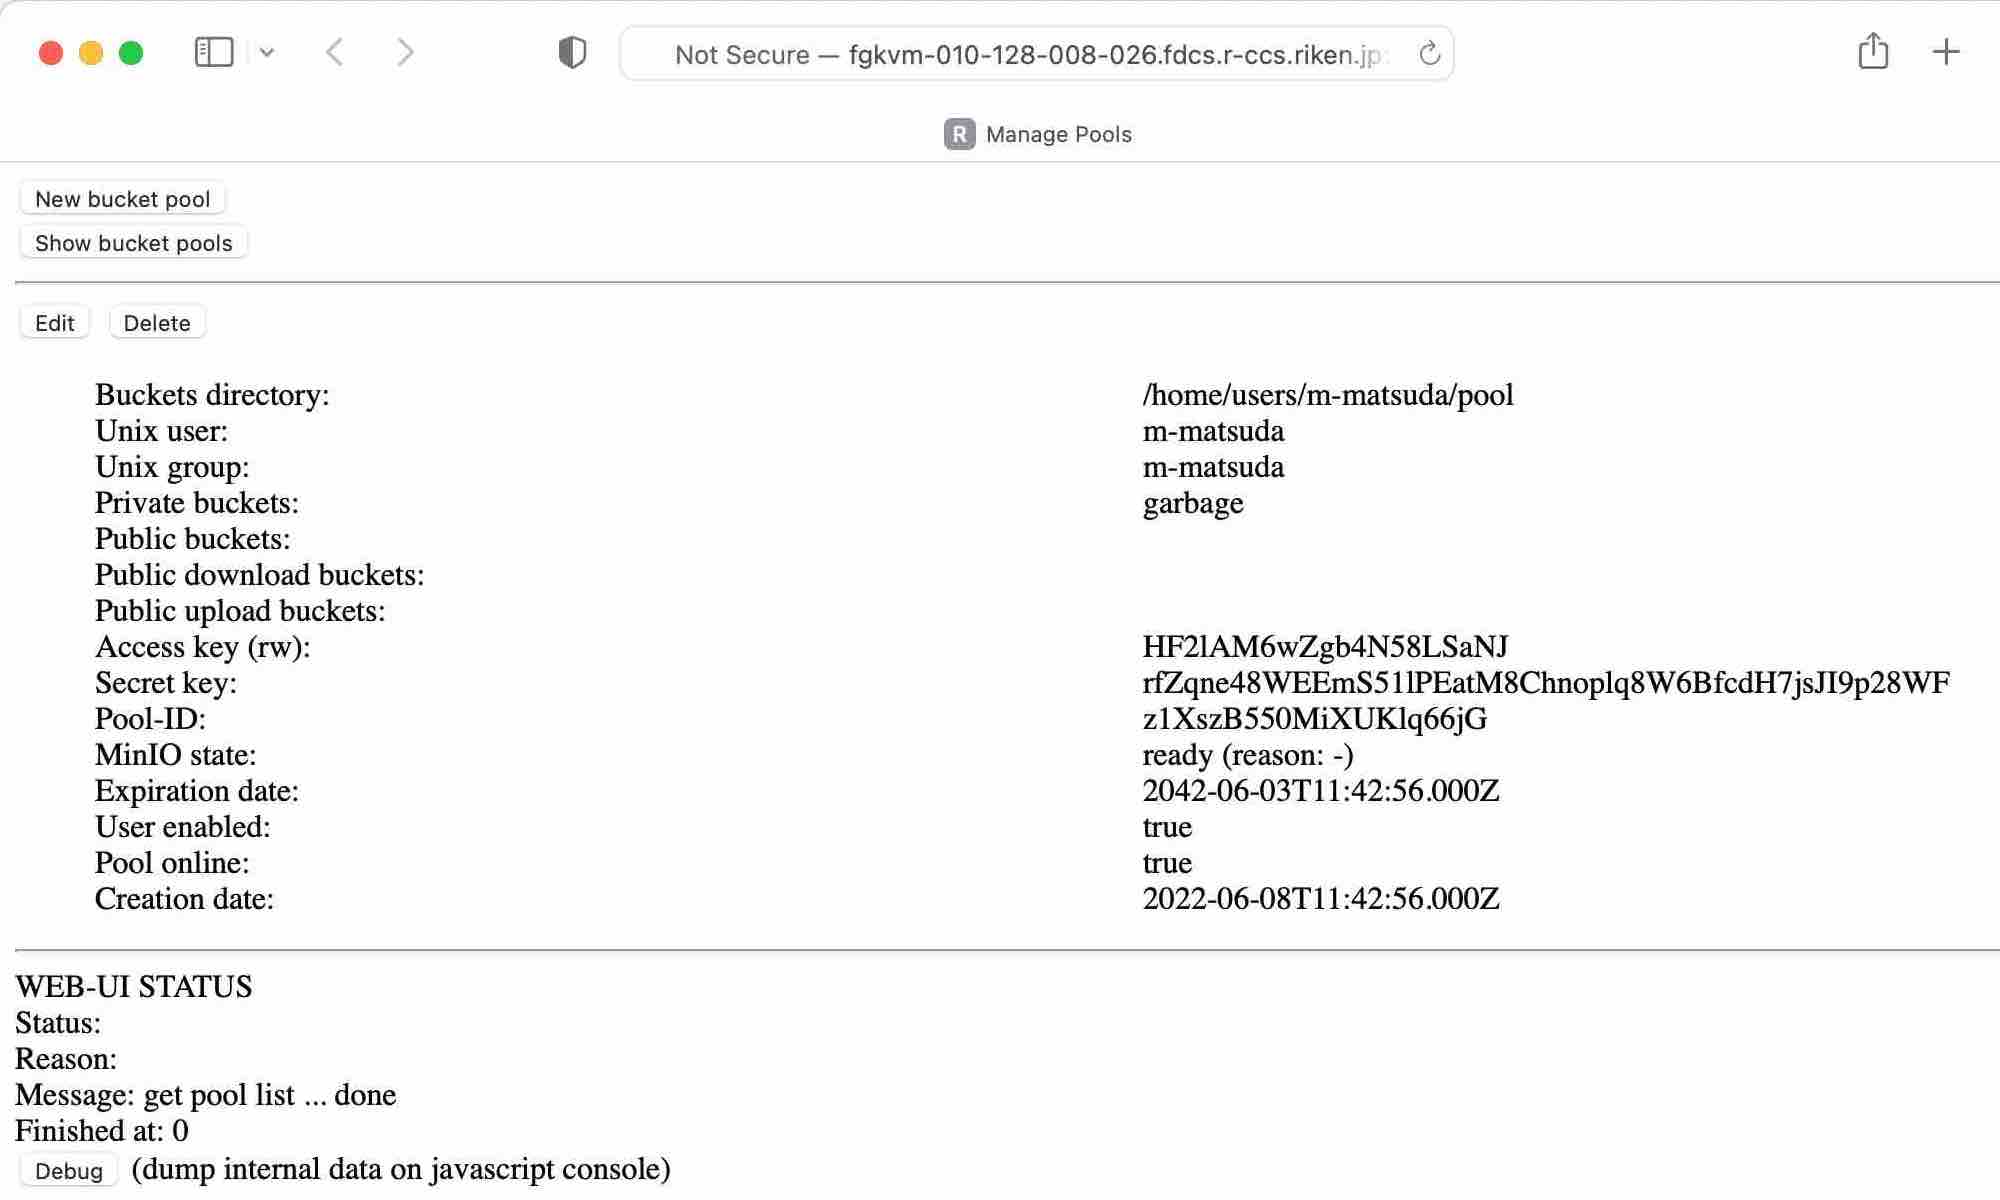 Not Secure — fgkvm-010-128-008-026.fdcs.r-ccs.riken.jp:
R Manage Pools
New bucket pool
Show bucket pools
Edit Delete
Buckets directory: /home/users/m-matsuda/pool
Unix user: m-matsuda
Unix group: m-matsuda
Private buckets: garbage
Public buckets:
Public download buckets:
Public upload buckets:
Access key (rw): HF2lAM6wZgb4N58LSaNJ
Secret key: rfZqne48WEEmS51lPEatM8Chnoplq8W6BfcdH7jsJI9p28WF
Pool-ID: z1XszB550MiXUKlq66jG
MinIO state: ready (reason: -)
Expiration date: 2042-06-03T11:42:56.000Z
User enabled: true
Pool online: true
Creation date: 2022-06-08T11:42:56.000Z
WEB-UI STATUS
Status:
Reason:
Message: get pool list ... done
Finished at: 0
Debug (dump internal data on javascript console)